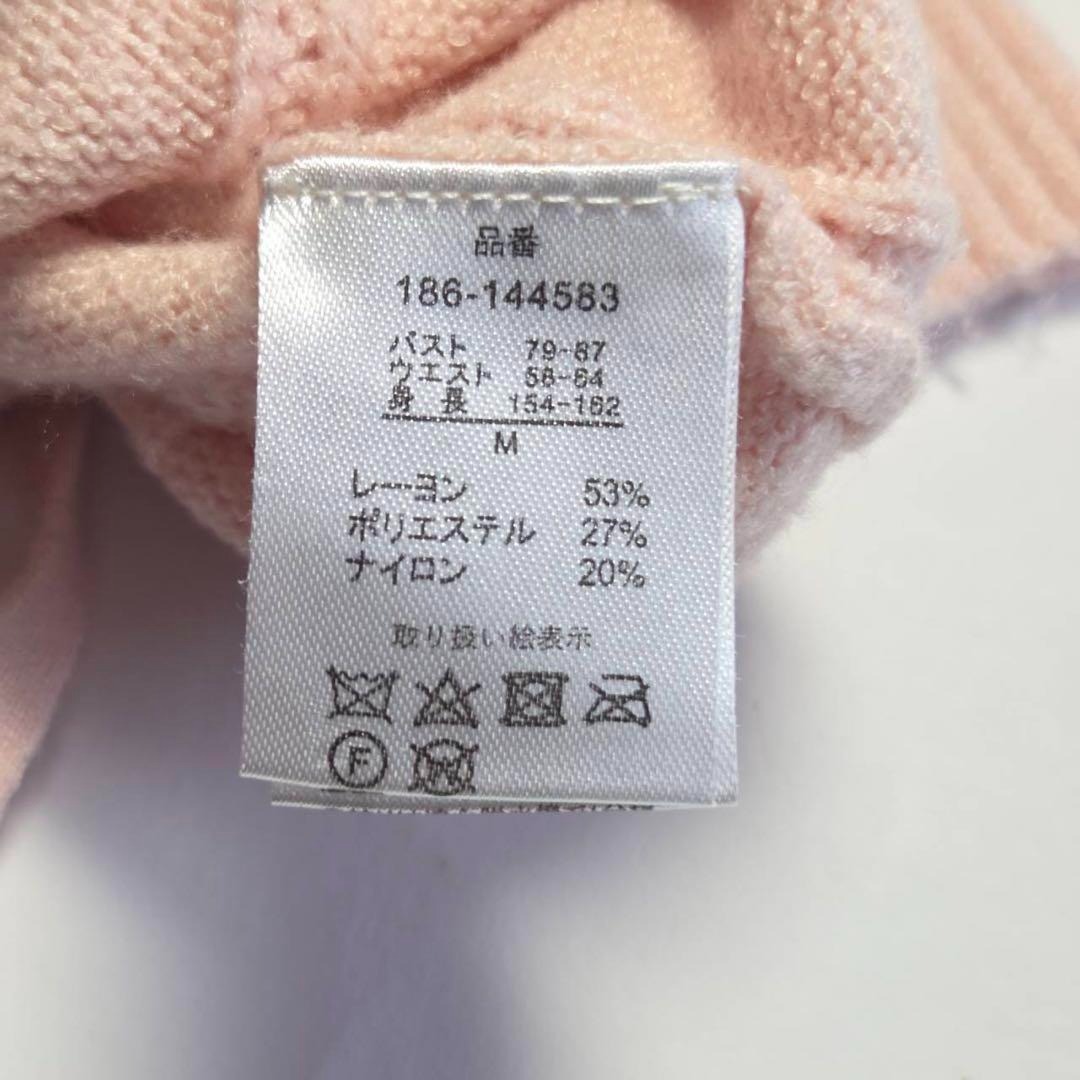 品番
186-144583
バスト 79-87
ウエスト 58-64
身長 154-162
M
レーヨン 53%
ポリエステル 27%
ナイロン 20%
取り扱い絵表示
F
W